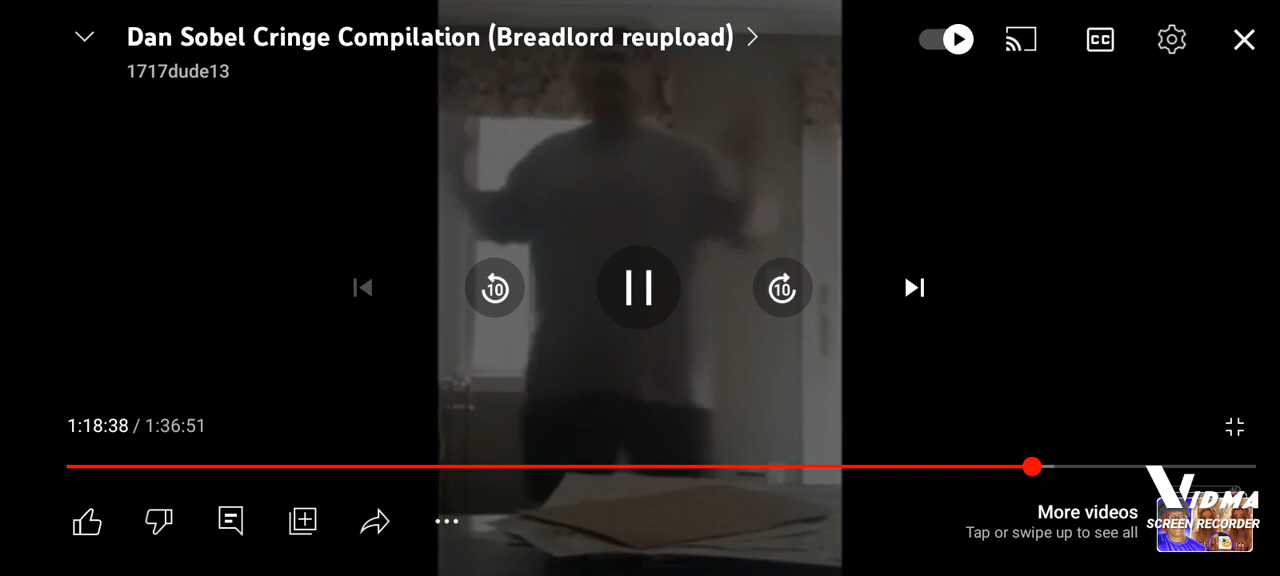 Dan Sobel Cringe Compilation (Breadlord reupload)
1717dude13
CC
10
10
1:18:38 / 1:36:51
More videos
Tap or swipe up to see all
VIDMA
SCREEN RECORDER